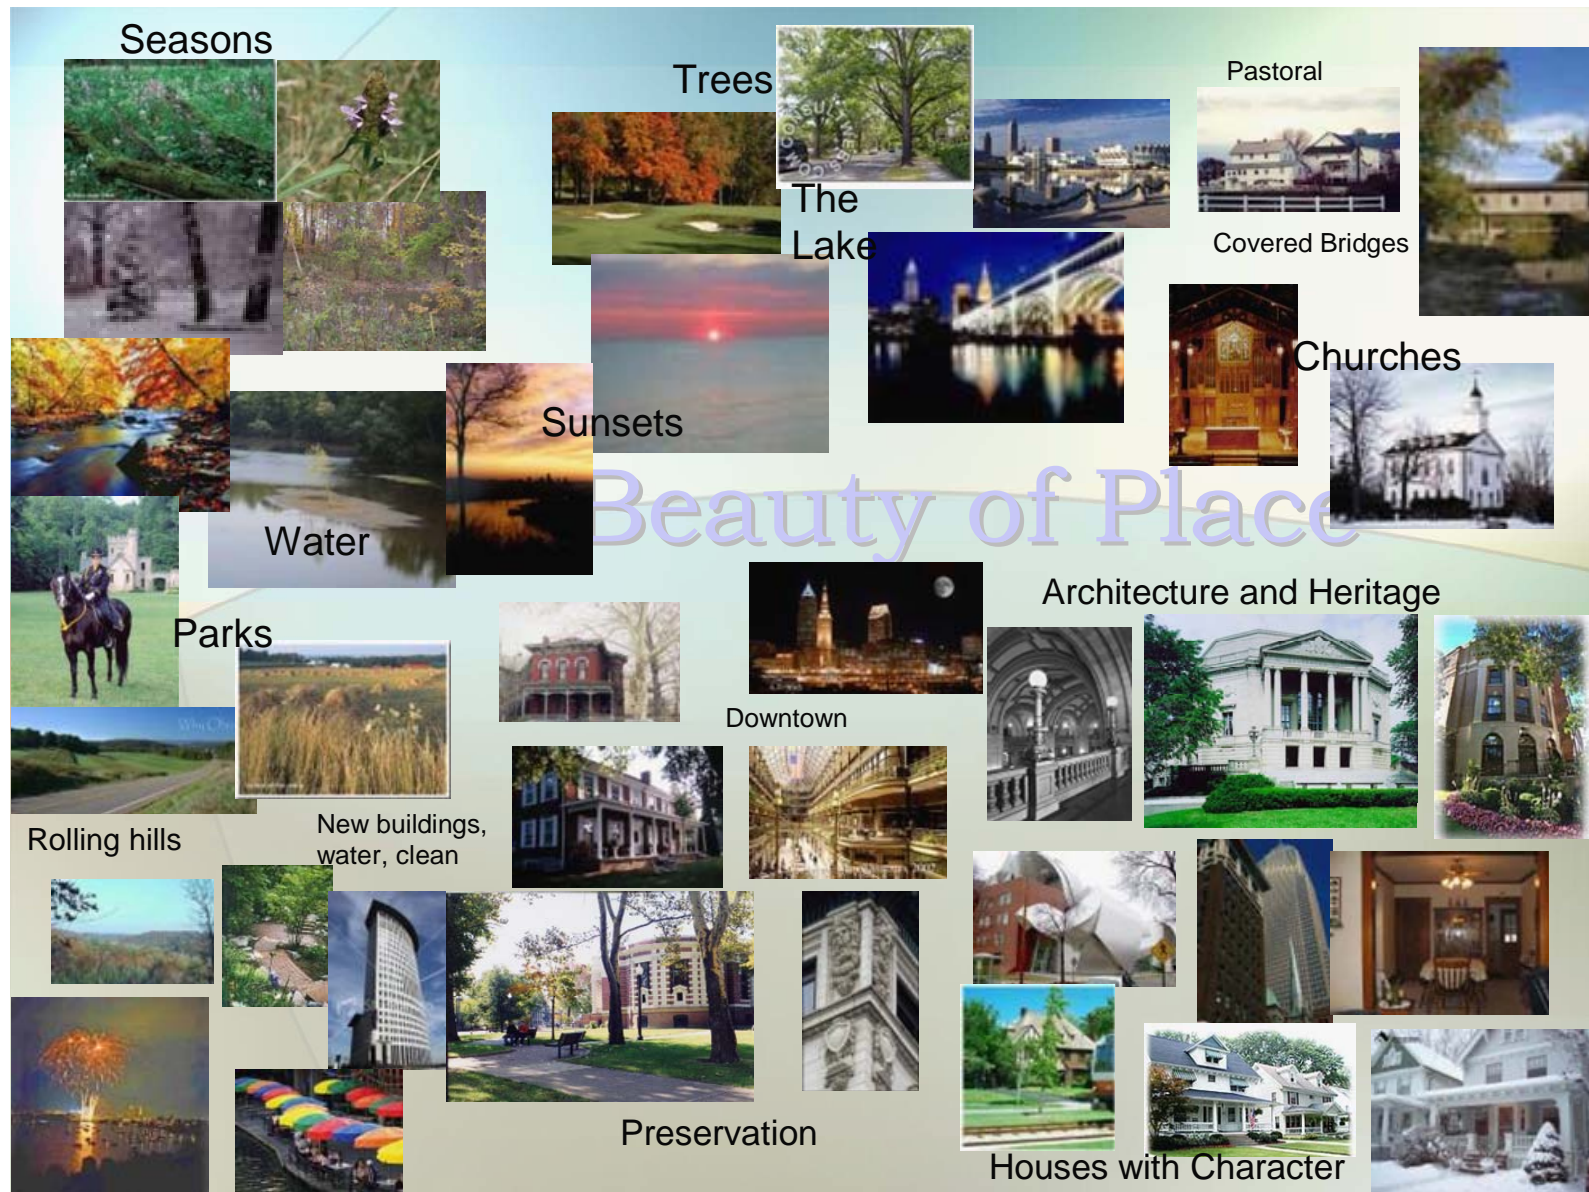 Seasons
Trees
Pastoral
The
Lake
Covered Bridges
Churches
Sunsets
Beauty of Place
Water
Architecture and Heritage
Parks
Downtown
New buildings,
water, clean
Rolling hills
Preservation
Houses with Character